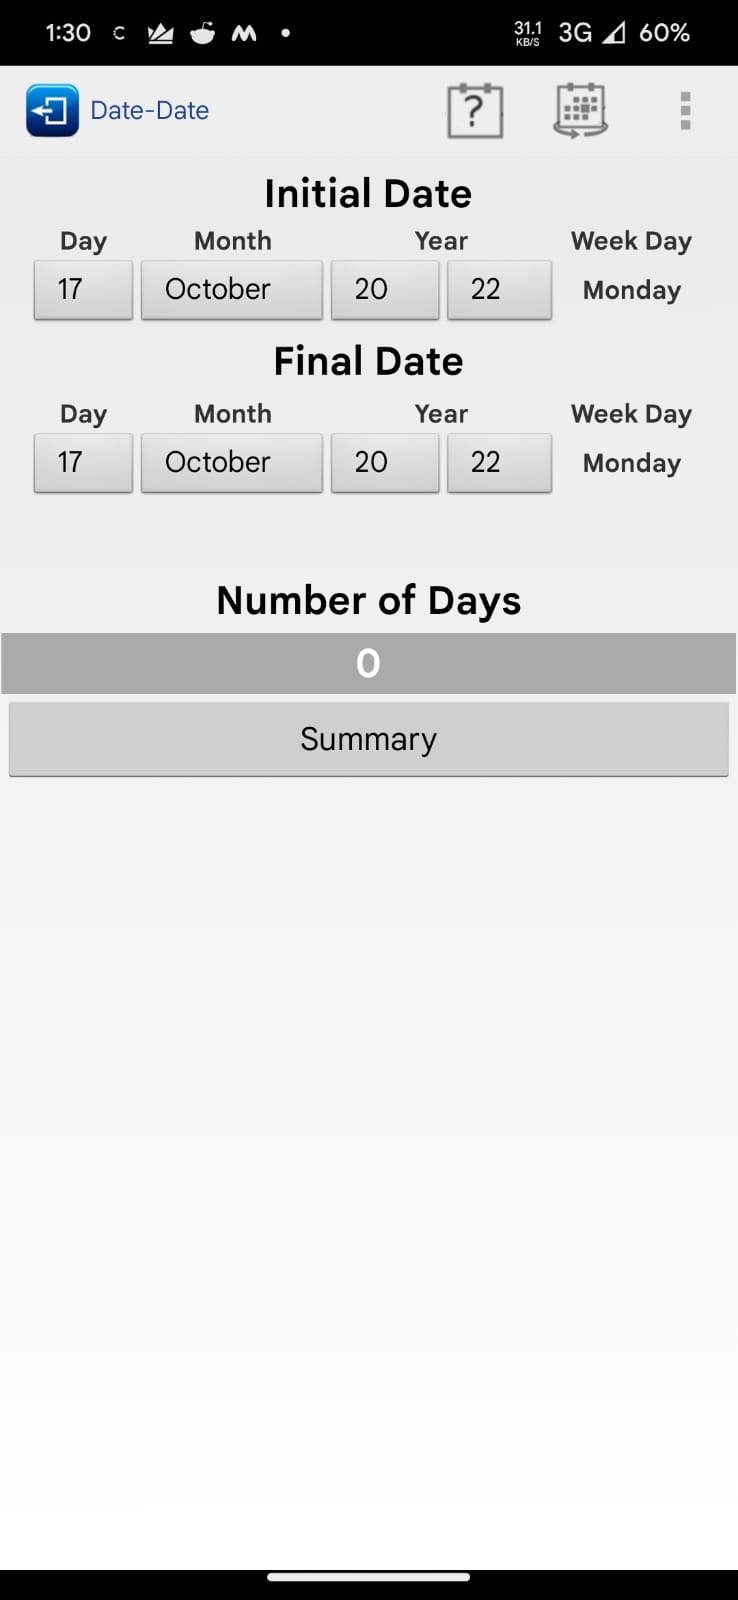 1:30 C 31.1 KB/S 3G 60%
Date-Date ?
Initial Date
Day Month Year Week Day
17 October 20 22 Monday
Final Date
Day Month Year Week Day
17 October 20 22 Monday
Number of Days
0
Summary